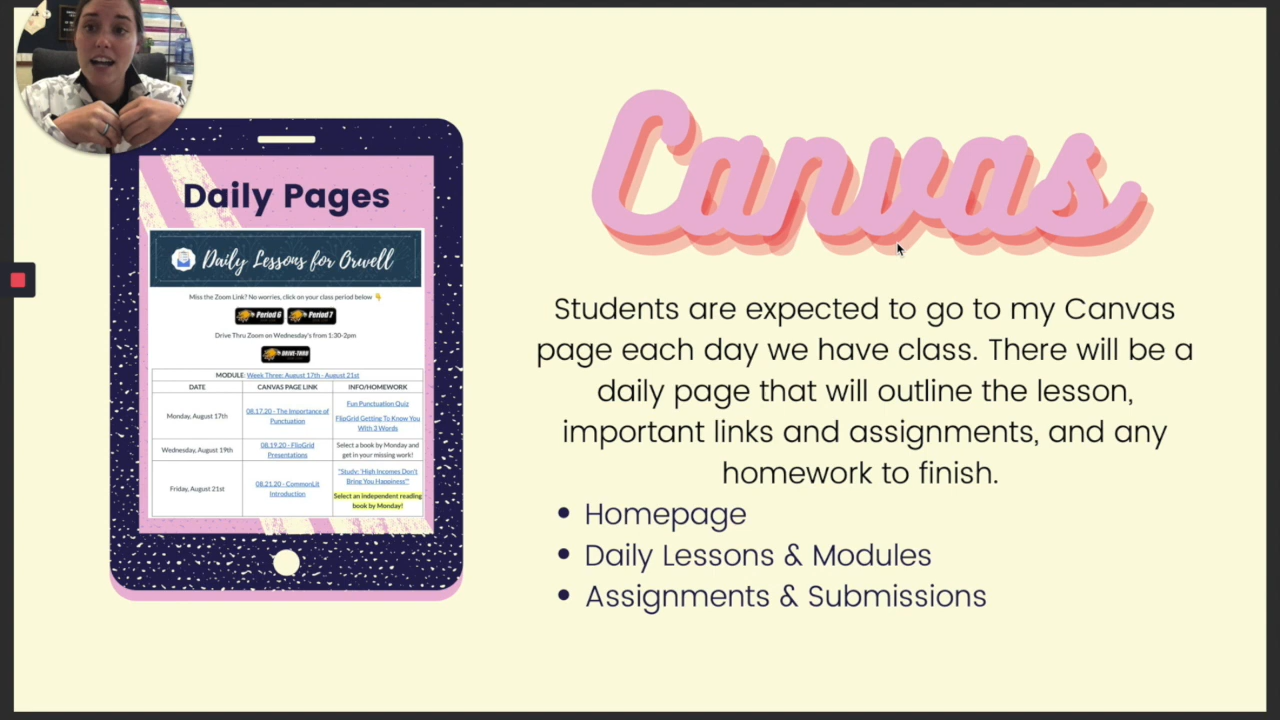 Daily Pages
Daily Lessons for Orwell
Miss the Zoom Link? No worries, click on your class period below 👇
Period 6
Period 7
Drive Thru Zoom on Wednesday's from 1:30-2pm
DRIVE-THRU
MODULE: Week Three: August 17th - August 21st
DATE CANVAS PAGE LINK INFO/HOMEWORK
Monday, August 17th
08.17.20 - The Importance of
Punctuation
Fun Punctuation Quiz
FlipGrid Getting To Know You
With 3 Words
Wednesday, August 19th
08.19.20 - FlipGrid
Presentations
Select a book by Monday and
get in your missing work!
Friday, August 21st
08.21.20 - CommonLit
Introduction
"Study: 'High Incomes Don't
Bring You Happiness'"
Select an independent reading
book by Monday!
Canvas
Students are expected to go to my Canvas
page each day we have class. There will be a
daily page that will outline the lesson,
important links and assignments, and any
homework to finish.
• Homepage
• Daily Lessons & Modules
• Assignments & Submissions